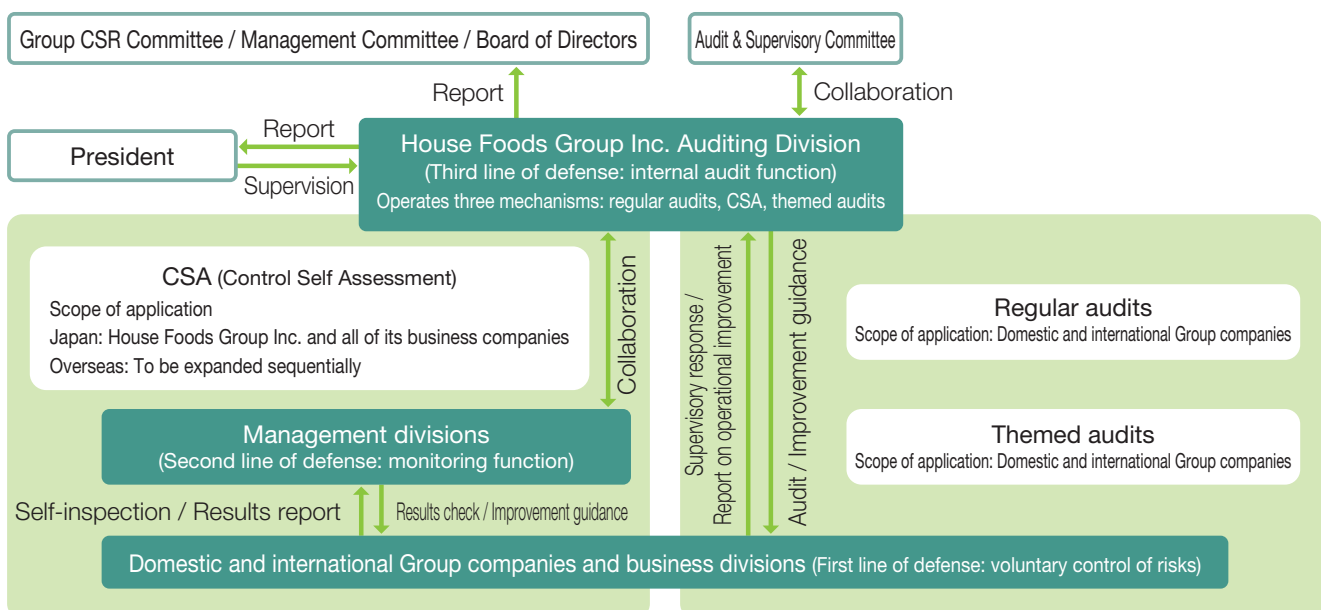 Group CSR Committee / Management Committee / Board of Directors
Audit & Supervisory Committee
Report
Collaboration
President
Report
Supervision
House Foods Group Inc. Auditing Division
(Third line of defense: internal audit function)
Operates three mechanisms: regular audits, CSA, themed audits
CSA (Control Self Assessment)
Scope of application
Japan: House Foods Group Inc. and all of its business companies
Overseas: To be expanded sequentially
Collaboration
Supervisory response /
Report on operational improvement
Audit / Improvement guidance
Regular audits
Scope of application: Domestic and international Group companies
Themed audits
Scope of application: Domestic and international Group companies
Management divisions
(Second line of defense: monitoring function)
Self-inspection / Results report
Results check / Improvement guidance
Domestic and international Group companies and business divisions (First line of defense: voluntary control of risks)